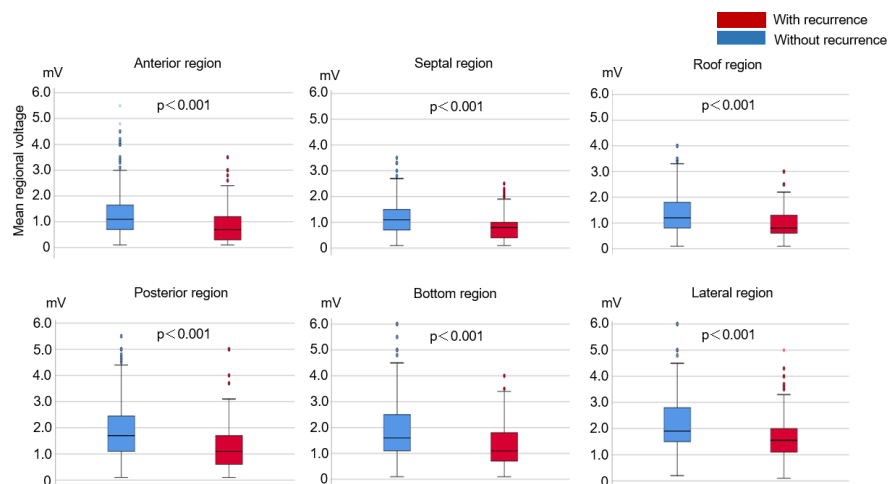 With recurrence
Without recurrence
Anterior region
Septal region
Roof region
mV
mV
mV
6.0
5.0
4.0
3.0
2.0
1.0
0
p<0.001
6.0
5.0
4.0
3.0
2.0
1.0
0
p<0.001
6.0
5.0
4.0
3.0
2.0
1.0
0
p<0.001
Mean regional voltage
Posterior region
Bottom region
Lateral region
mV
mV
mV
6.0
5.0
4.0
3.0
2.0
1.0
0
p<0.001
6.0
5.0
4.0
3.0
2.0
1.0
0
p<0.001
6.0
5.0
4.0
3.0
2.0
1.0
0
p<0.001